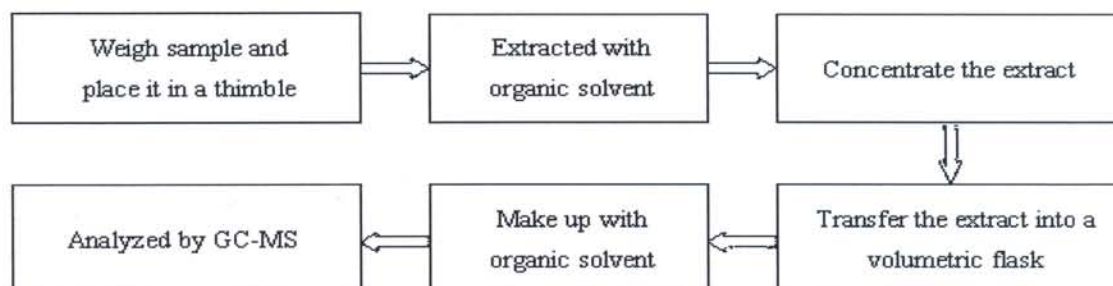 Weigh sample and
place it in a thimble
Extracted with
organic solvent
Concentrate the extract
Transfer the extract into a
volumetric flask
Make up with
organic solvent
Analyzed by GC-MS